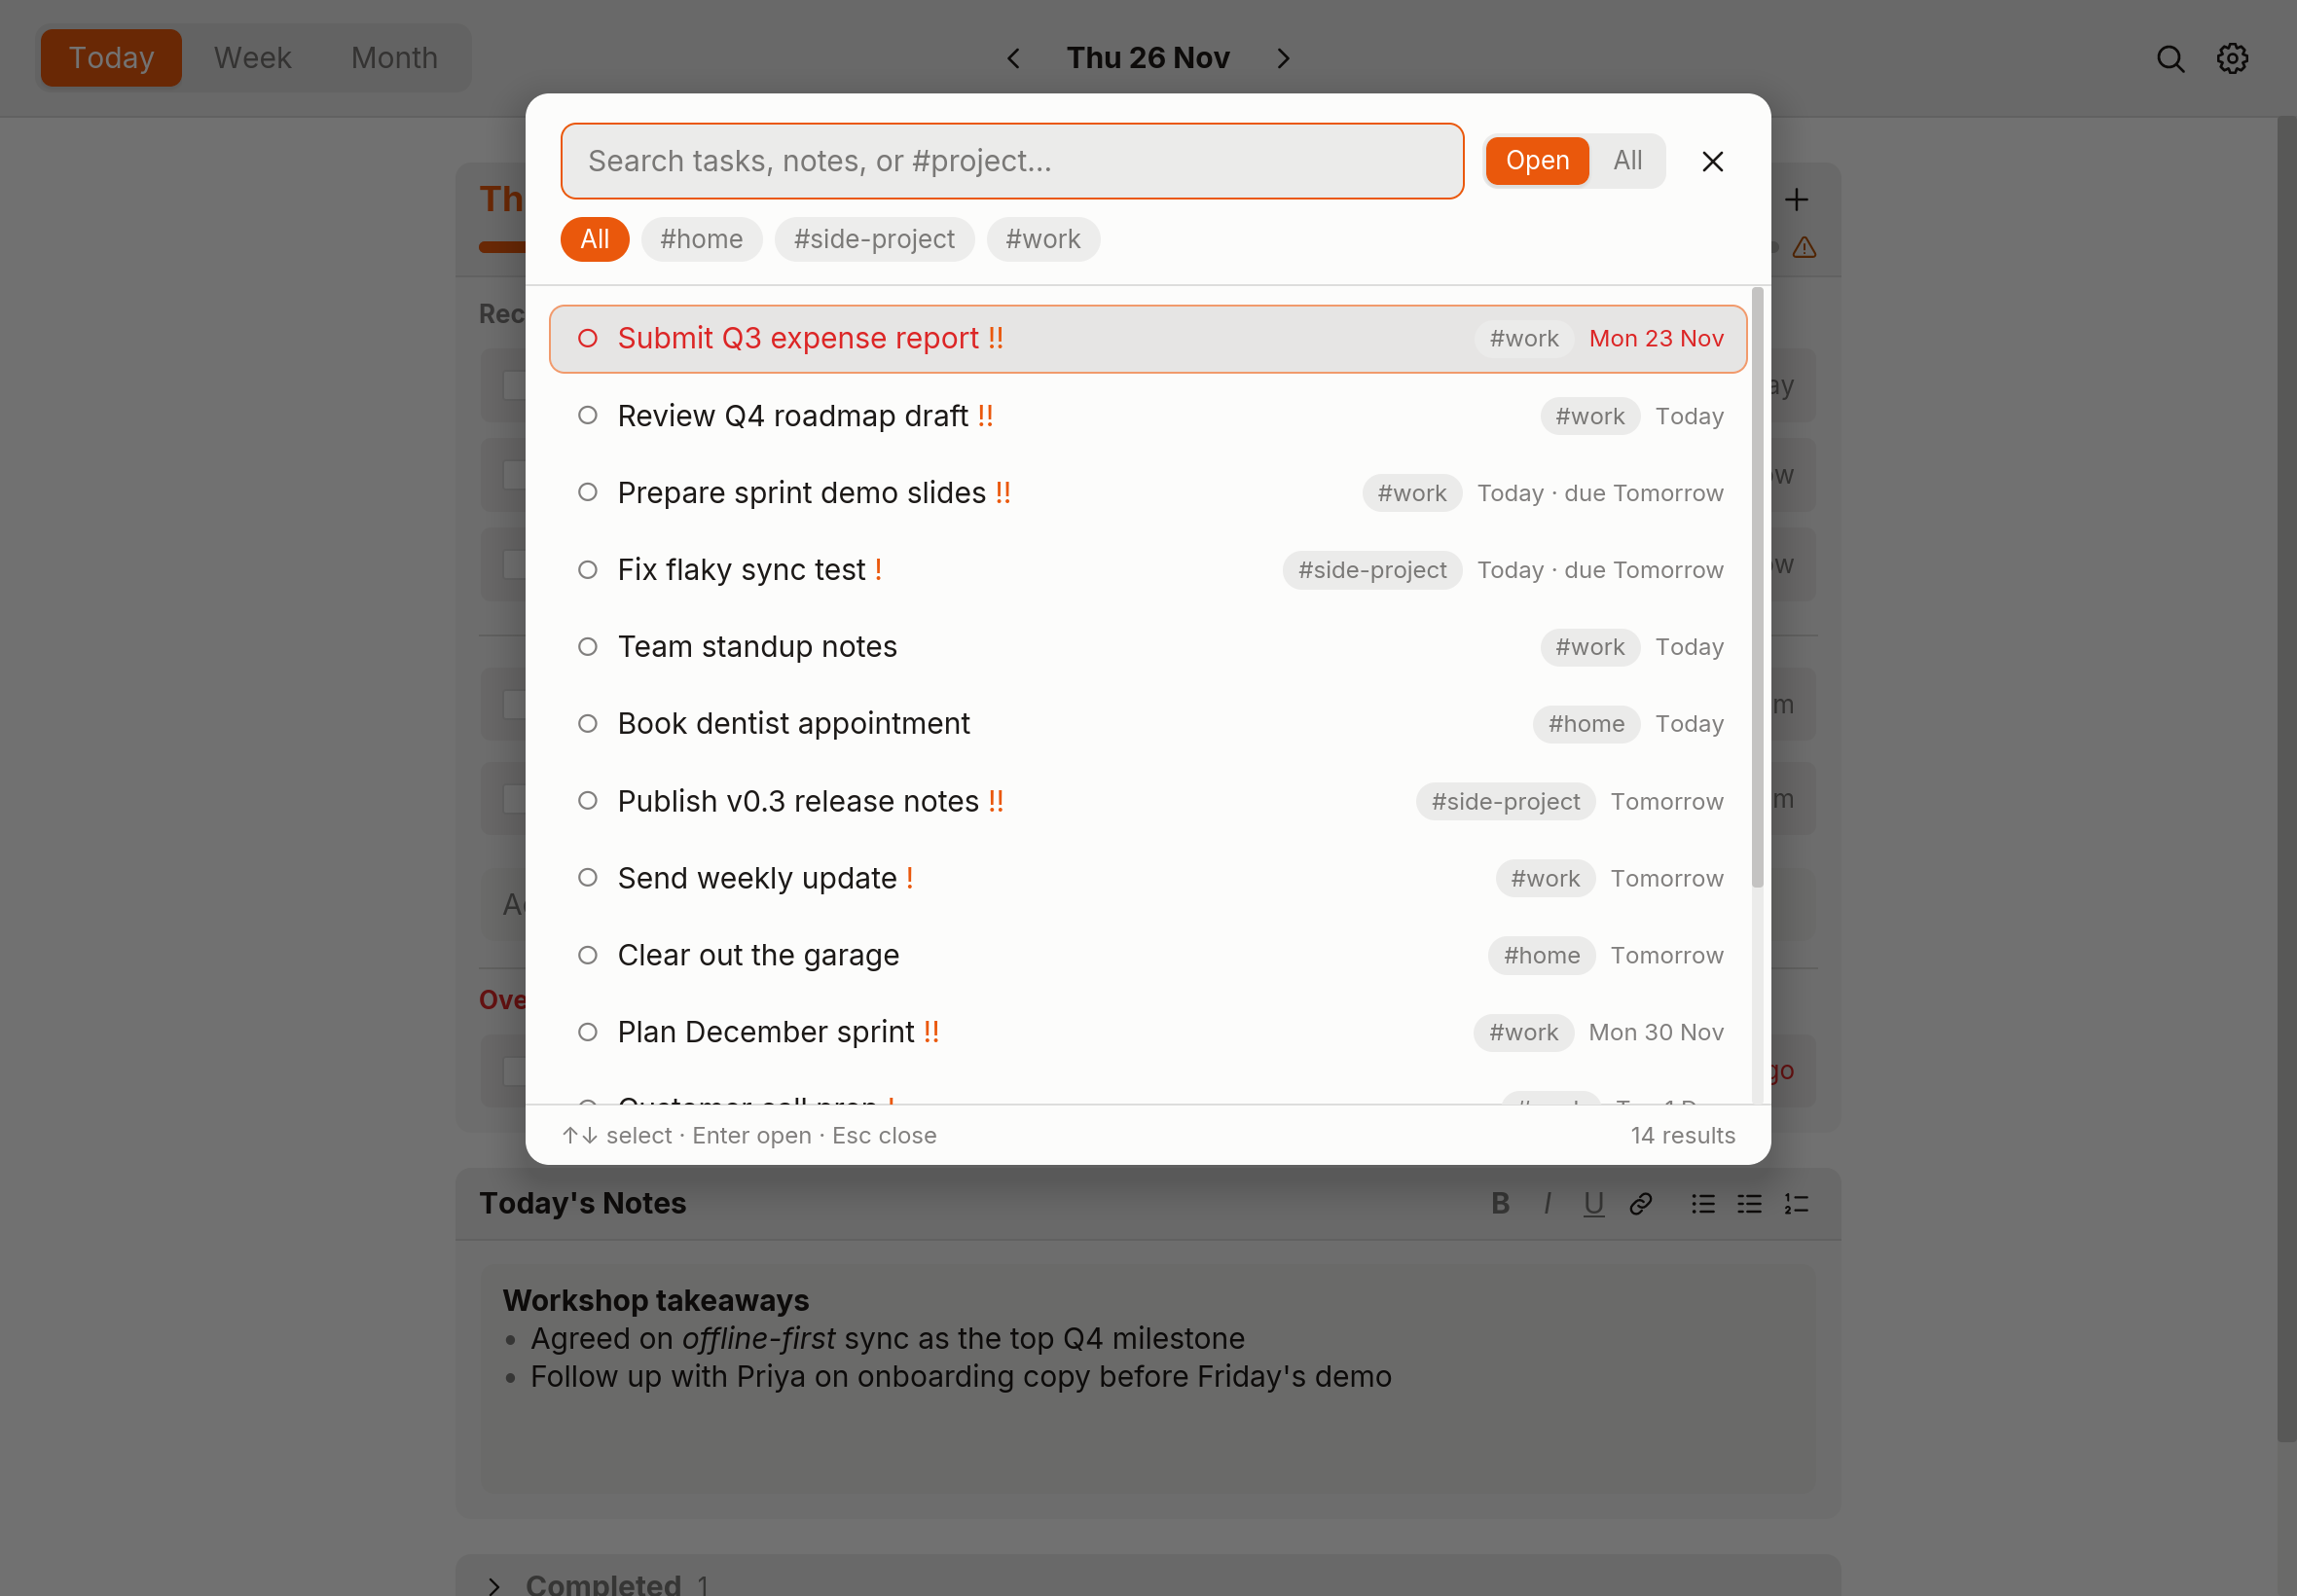 Today Week Month Thu 26 Nov
Search tasks, notes, or #project... Open All
All #home #side-project #work
Submit Q3 expense report !! #work Mon 23 Nov
Review Q4 roadmap draft !! #work Today
Prepare sprint demo slides !! #work Today · due Tomorrow
Fix flaky sync test ! #side-project Today · due Tomorrow
Team standup notes #work Today
Book dentist appointment #home Today
Publish v0.3 release notes !! #side-project Tomorrow
Send weekly update ! #work Tomorrow
Clear out the garage #home Tomorrow
Plan December sprint !! #work Mon 30 Nov
Customer call prep !
↑↓ select · Enter open · Esc close 14 results
Today's Notes B I U
Workshop takeaways
• Agreed on offline-first sync as the top Q4 milestone
• Follow up with Priya on onboarding copy before Friday's demo
Completed 1